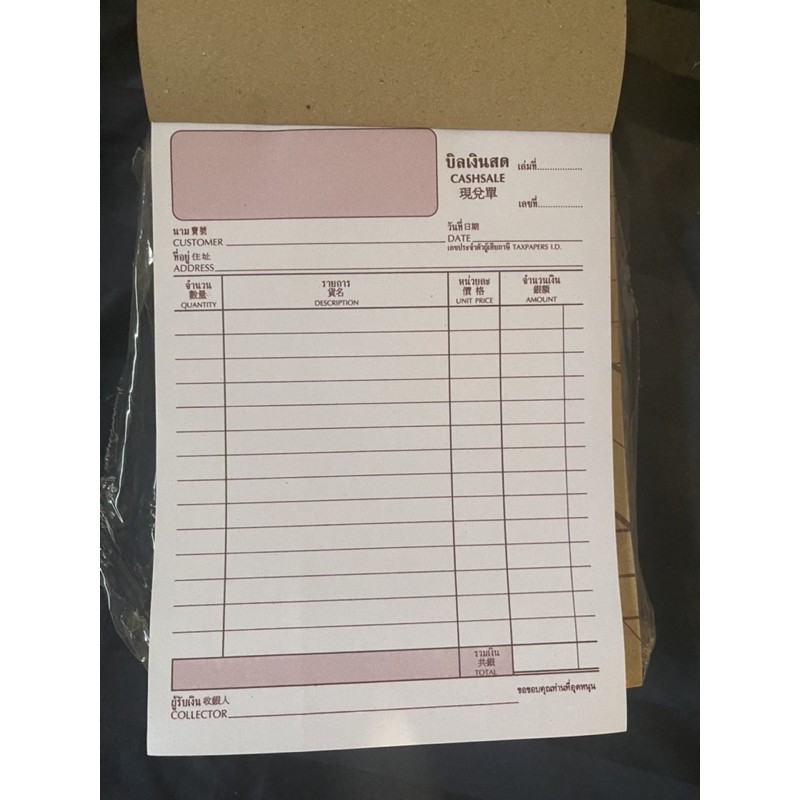 บิลเงินสด
เล่มที่
CASHSALE
現兌單
เลขที่
นาม 寶號
CUSTOMER
วันที่ 日期
DATE
ที่อยู่ 住址
ADDRESS
เลขประจำตัวผู้เสียภาษี TAXPAPERS I.D.
จำนวน
數量
QUANTITY
รายการ
貨名
DESCRIPTION
หน่วยละ
價格
UNIT PRICE
จำนวนเงิน
銀額
AMOUNT
รวมเงิน
共銀
TOTAL
ผู้รับเงิน 收銀人
COLLECTOR
ขอขอบคุณท่านที่อุดหนุน